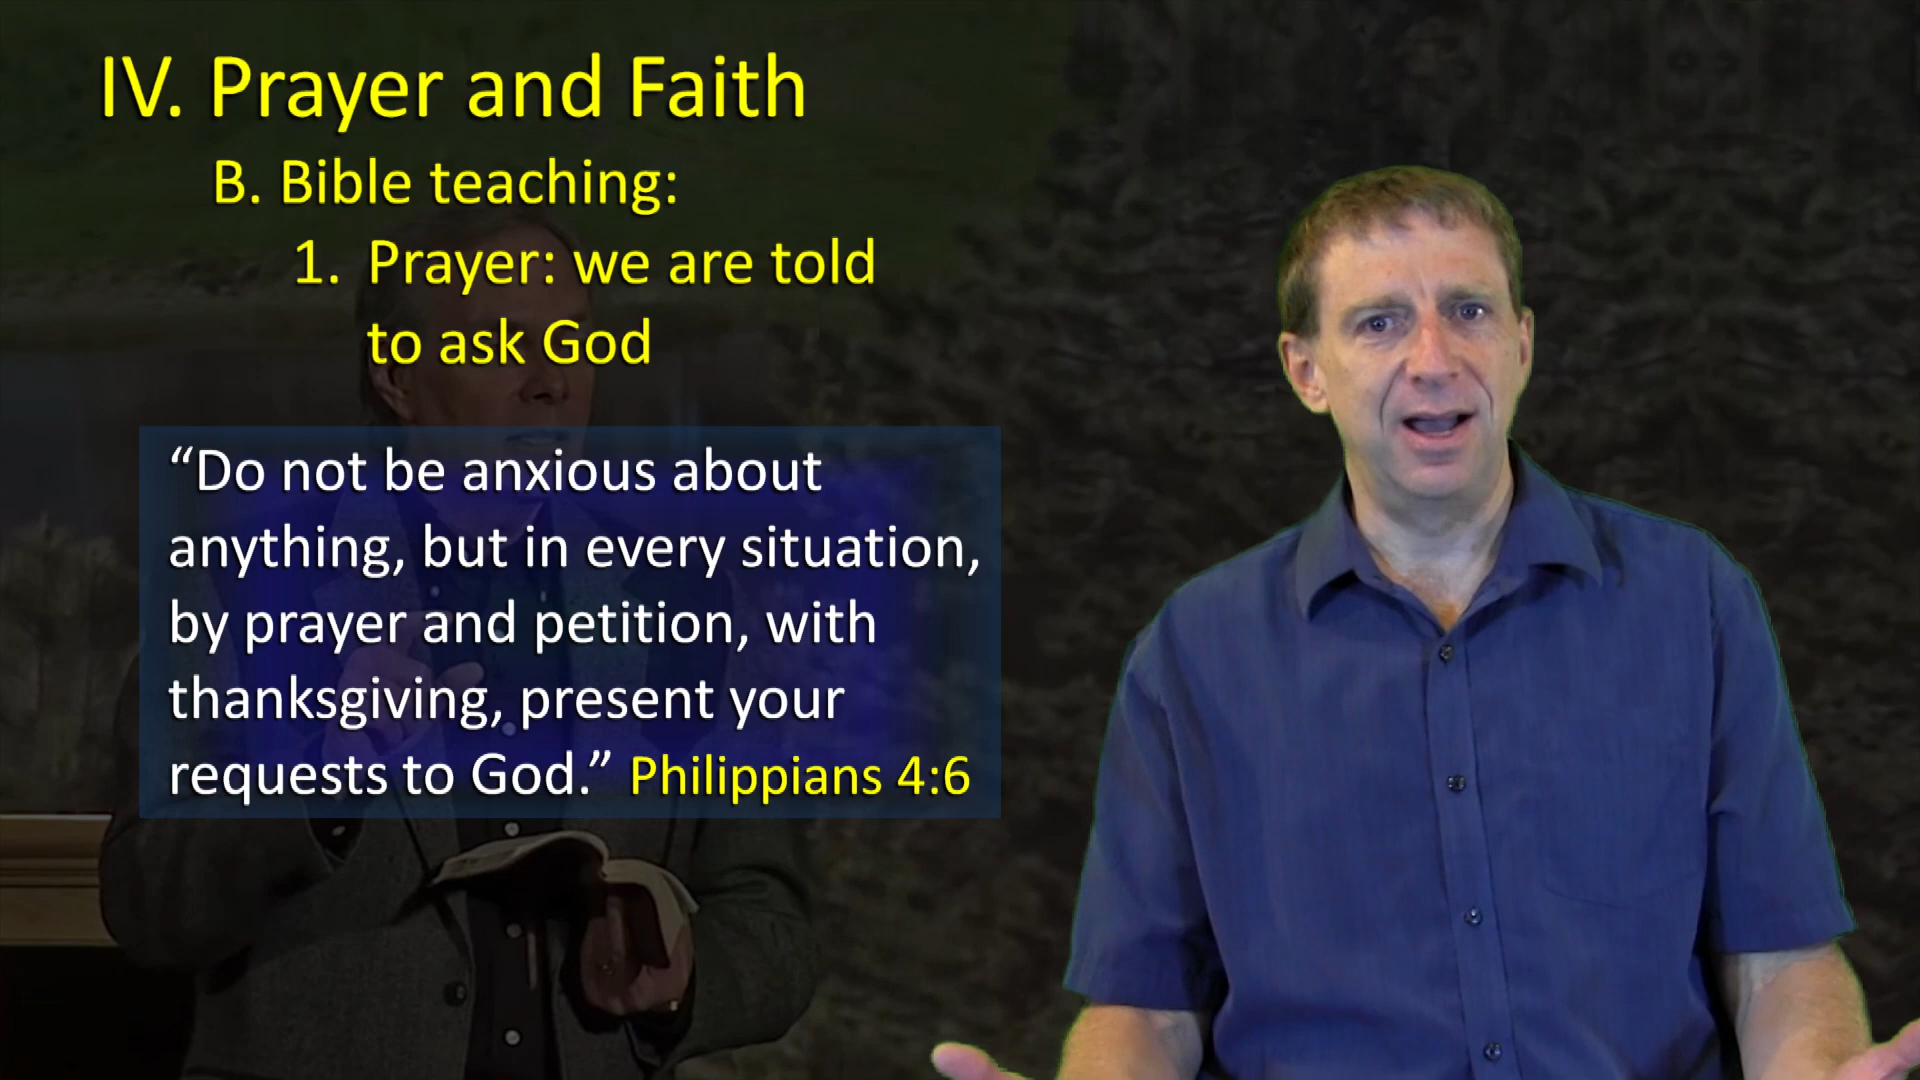 IV. Prayer and Faith
B. Bible teaching:
1. Prayer: we are told
to ask God
“Do not be anxious about
anything, but in every situation,
by prayer and petition, with
thanksgiving, present your
requests to God.” Philippians 4:6